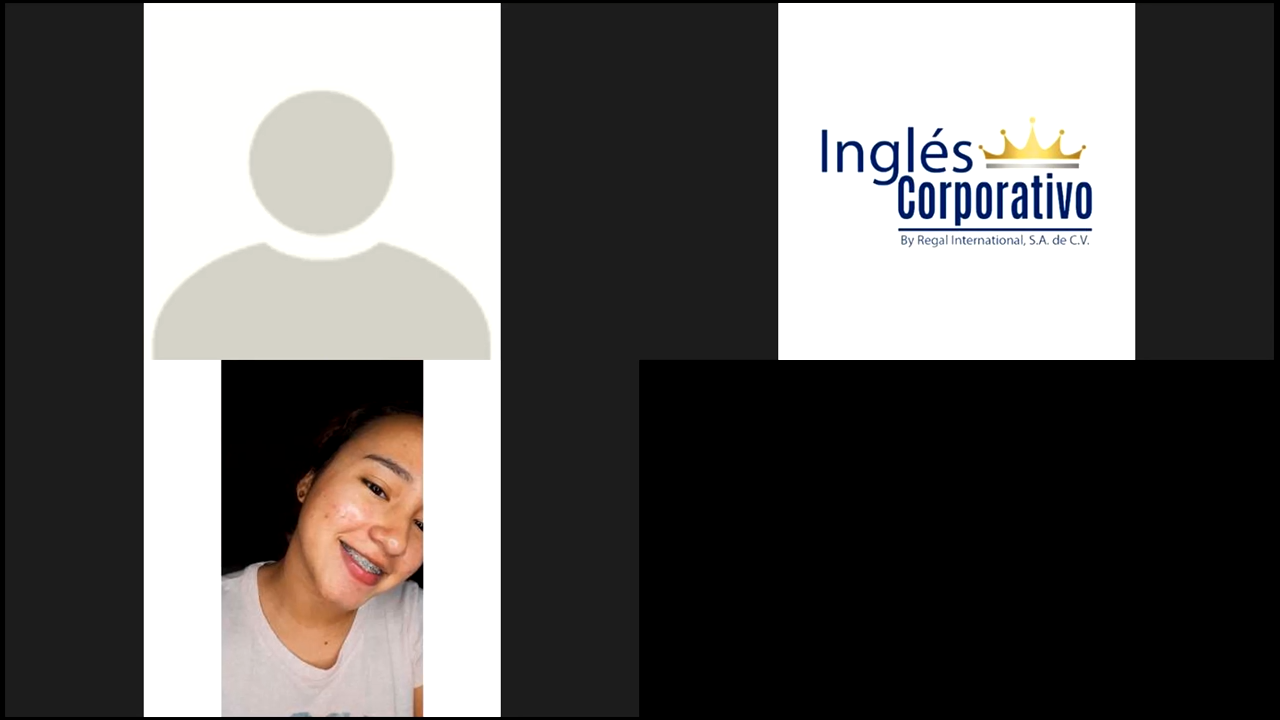 Inglés
Corporativo
By Regal International, S.A. de C.V.